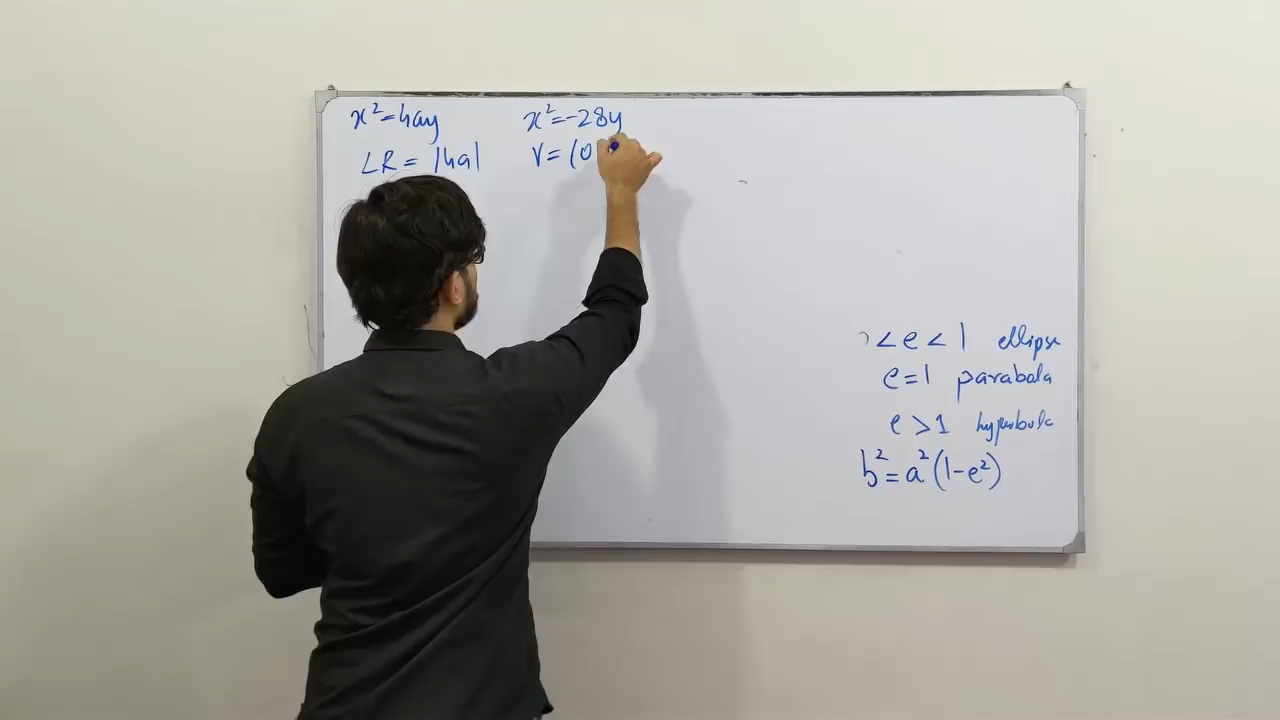 x²=4ay
LR = |4a|
x²=-28y
V=(0
<e<1 ellipse
e=1 parabola
e>1 hyperbola
b²=a²(1-e²)